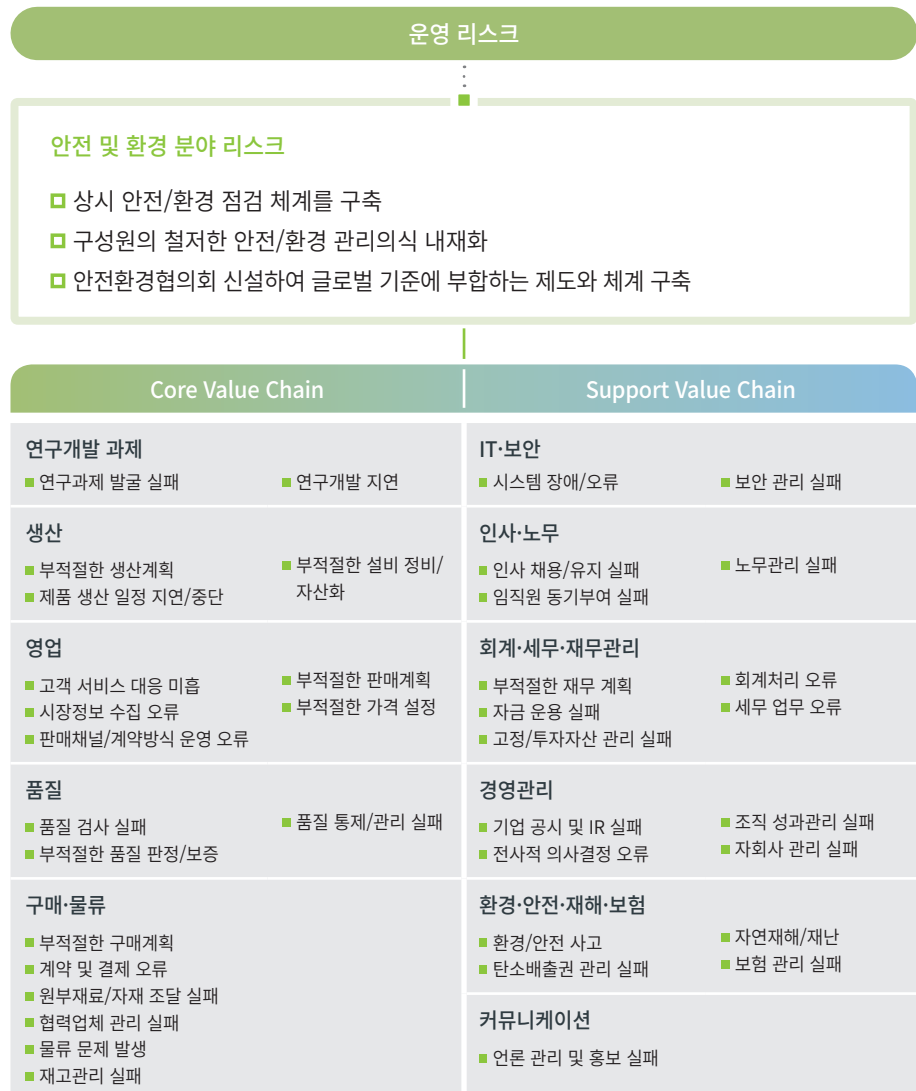 운영 리스크
안전 및 환경 분야 리스크
상시 안전/환경 점검 체계를 구축
구성원의 철저한 안전/환경 관리의식 내재화
안전환경협의회 신설하여 글로벌 기준에 부합하는 제도와 체계 구축
Core Value Chain
연구개발 과제
연구과제 발굴 실패
연구개발 지연
생산
부적절한 생산계획
제품 생산 일정 지연/중단
부적절한 설비 정비/
자산화
영업
고객 서비스 대응 미흡
시장정보 수집 오류
판매채널/계약방식 운영 오류
부적절한 판매계획
부적절한 가격 설정
품질
품질 검사 실패
부적절한 품질 판정/보증
품질 통제/관리 실패
구매·물류
부적절한 구매계획
계약 및 결제 오류
원부재료/자재 조달 실패
협력업체 관리 실패
물류 문제 발생
재고관리 실패
Support Value Chain
IT·보안
시스템 장애/오류
보안 관리 실패
인사·노무
인사 채용/유지 실패
임직원 동기부여 실패
노무관리 실패
회계·세무·재무관리
부적절한 재무 계획
자금 운용 실패
고정/투자자산 관리 실패
회계처리 오류
세무 업무 오류
경영관리
기업 공시 및 IR 실패
전사적 의사결정 오류
조직 성과관리 실패
자회사 관리 실패
환경·안전·재해·보험
환경/안전 사고
탄소배출권 관리 실패
자연재해/재난
보험 관리 실패
커뮤니케이션
언론 관리 및 홍보 실패